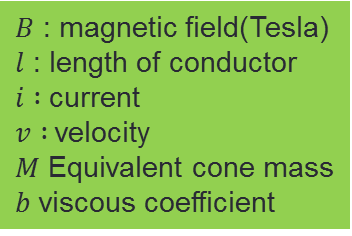 B : magnetic field(Tesla)
l : length of conductor
i : current
v : velocity
M Equivalent cone mass
b viscous coefficient